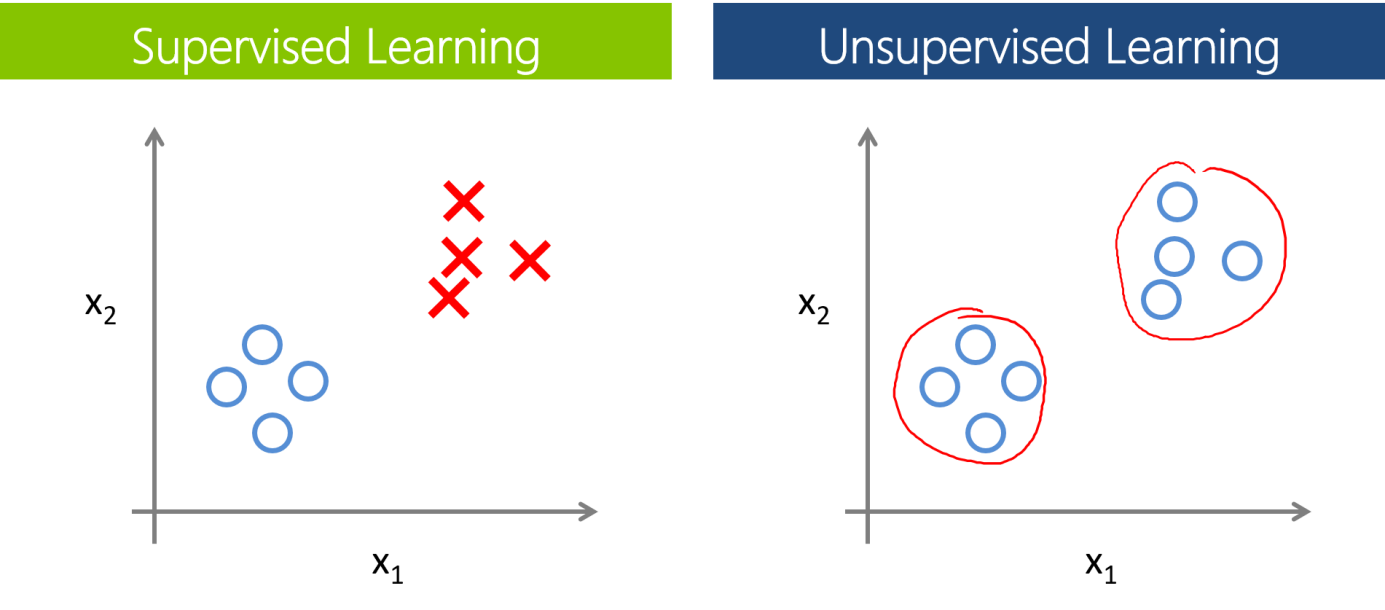 Supervised Learning
Unsupervised Learning
x₂
x₁
x₂
x₁